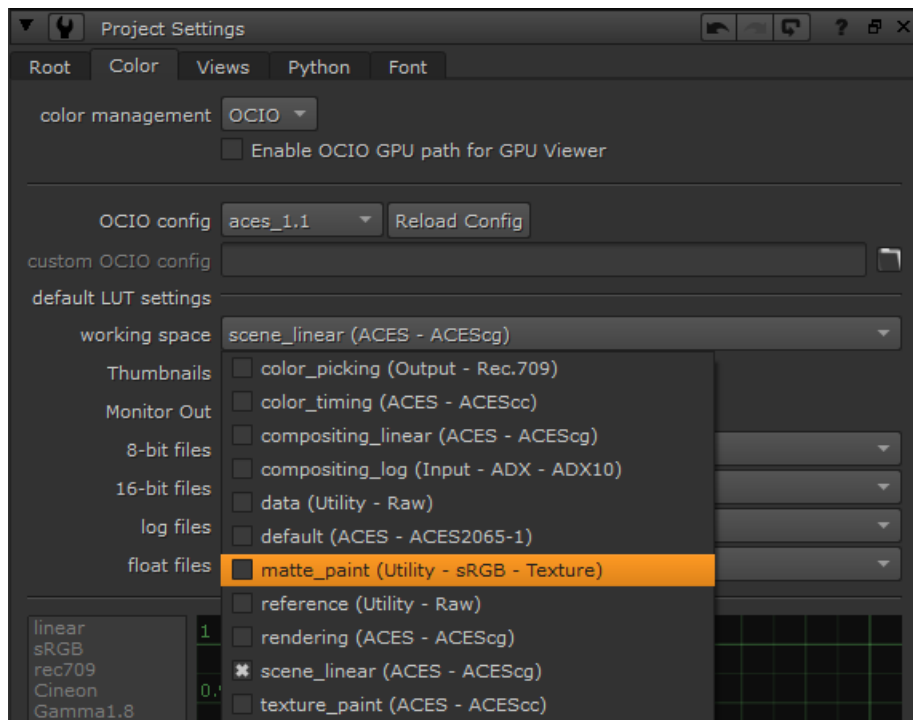 Project Settings ?
Root Color Views Python Font
color management OCIO
Enable OCIO GPU path for GPU Viewer
OCIO config aces_1.1 Reload Config
custom OCIO config
default LUT settings
working space scene_linear (ACES - ACEScg)
Thumbnails color_picking (Output - Rec.709)
Monitor Out color_timing (ACES - ACEScc)
8-bit files compositing_linear (ACES - ACEScg)
16-bit files compositing_log (Input - ADX - ADX10)
log files data (Utility - Raw)
float files default (ACES - ACES2065-1)
matte_paint (Utility - sRGB - Texture)
reference (Utility - Raw)
rendering (ACES - ACEScg)
scene_linear (ACES - ACEScg)
texture_paint (ACES - ACEScc)
linear 1
sRGB
rec709
Cineon
Gamma1.8